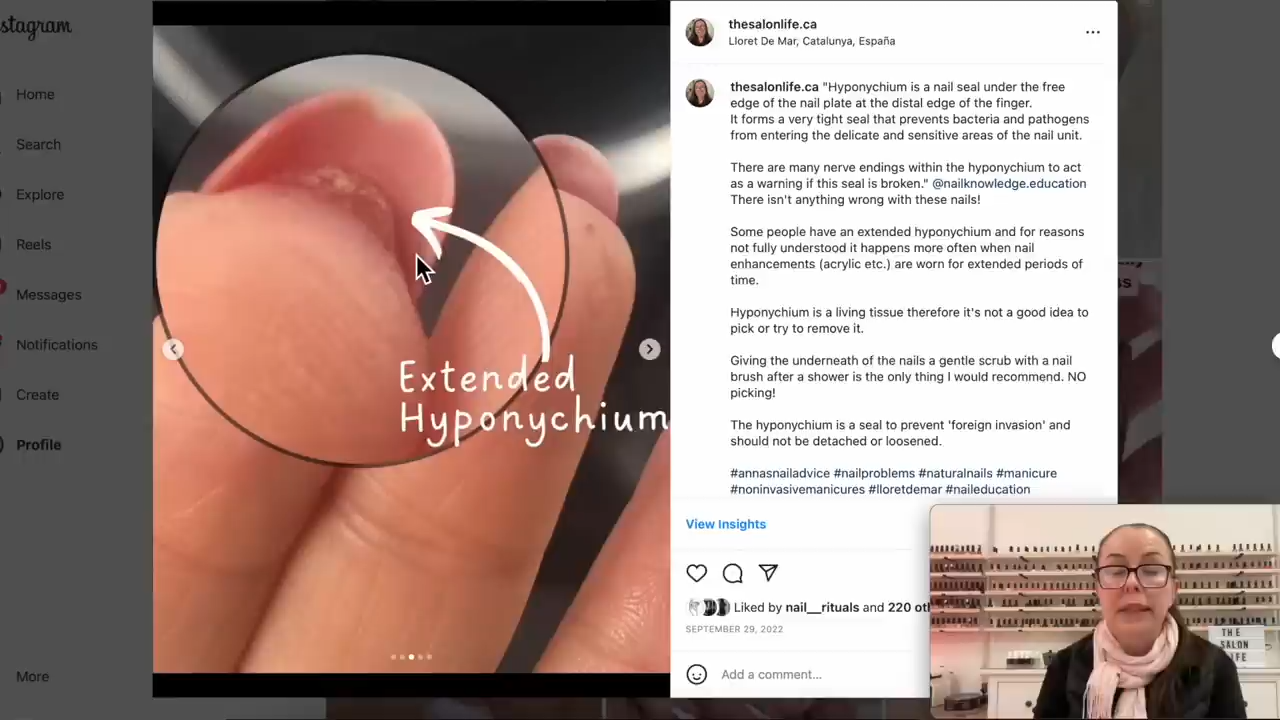 stagram
Home
Search
Explore
Reels
Messages
Notifications
Create
Profile
More
Extended
Hyponychium
thesalonlife.ca
Lloret De Mar, Catalunya, España
thesalonlife.ca "Hyponychium is a nail seal under the free
edge of the nail plate at the distal edge of the finger.
It forms a very tight seal that prevents bacteria and pathogens
from entering the delicate and sensitive areas of the nail unit.
There are many nerve endings within the hyponychium to act
as a warning if this seal is broken." @nailknowledge.education
There isn't anything wrong with these nails!
Some people have an extended hyponychium and for reasons
not fully understood it happens more often when nail
enhancements (acrylic etc.) are worn for extended periods of
time.
Hyponychium is a living tissue therefore it's not a good idea to
pick or try to remove it.
Giving the underneath of the nails a gentle scrub with a nail
brush after a shower is the only thing I would recommend. NO
picking!
The hyponychium is a seal to prevent 'foreign invasion' and
should not be detached or loosened.
#annasnailadvice #nailproblems #naturalnails #manicure
#noninvasivemanicures #lloretdemar #naileducation
View Insights
Liked by nail__rituals and 220 oth
SEPTEMBER 29, 2022
Add a comment...
THE
SALON
LIFE